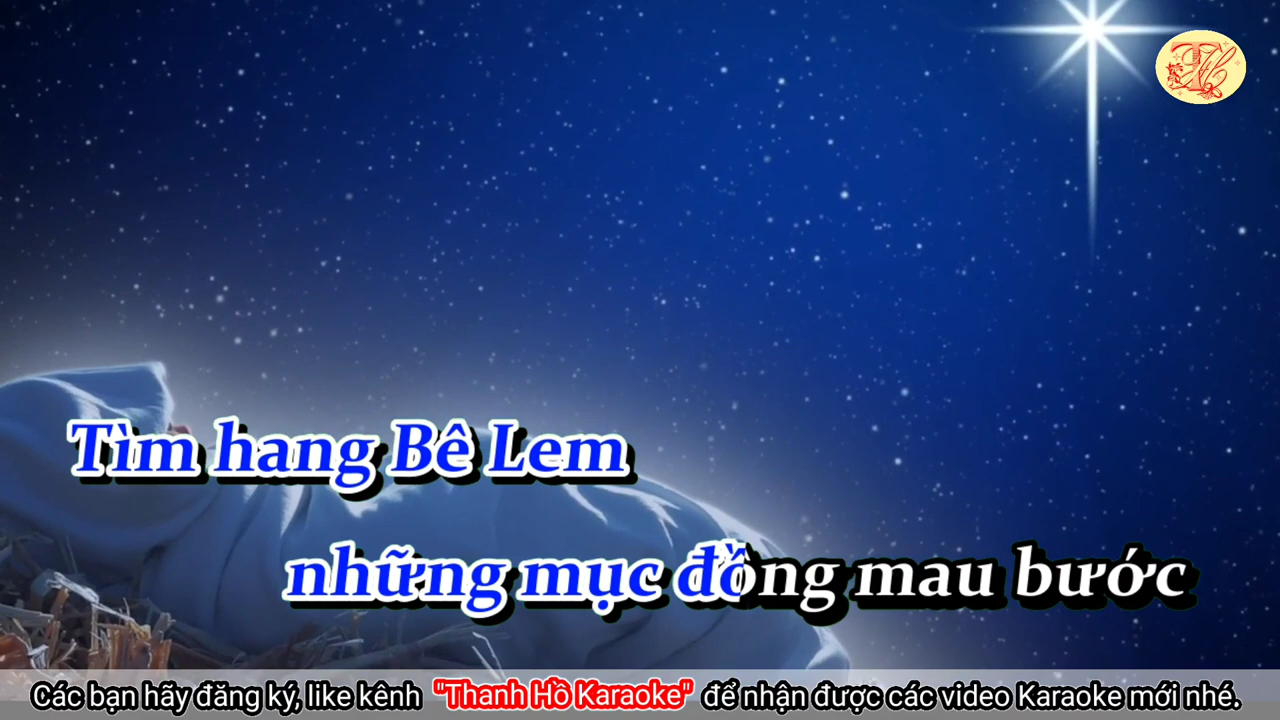 Tìm hang Bê Lem
những mục đồng mau bước
Các bạn hãy đăng ký, like kênh "Thanh Hồ Karaoke" để nhận được các video Karaoke mới nhé.